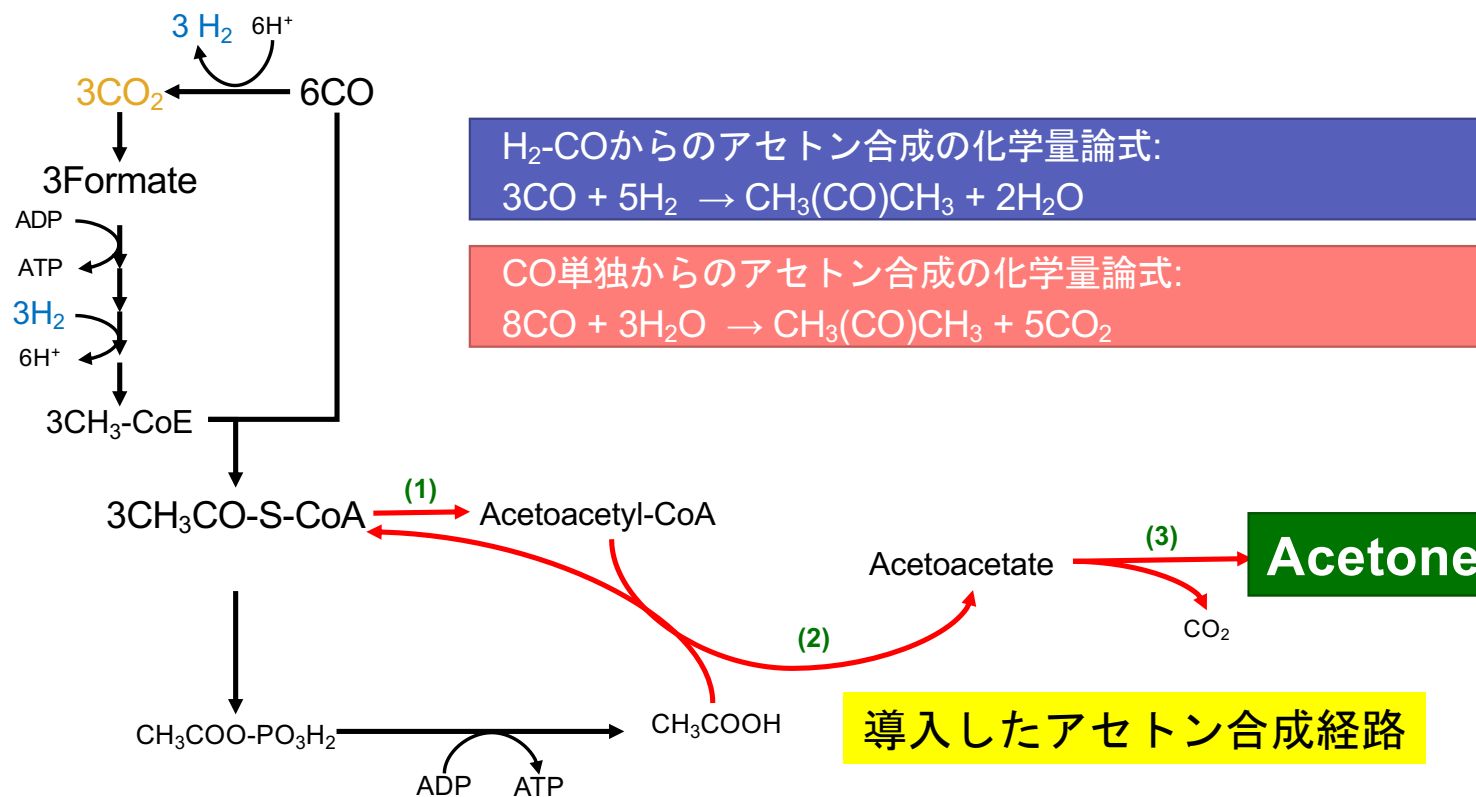 3 H₂ 6H⁺
3CO₂ 6CO
H₂-COからのアセトン合成の化学量論式:
3CO + 5H₂ → CH₃(CO)CH₃ + 2H₂O
3Formate
ADP
ATP
CO単独からのアセトン合成の化学量論式:
8CO + 3H₂O → CH₃(CO)CH₃ + 5CO₂
3H₂
6H⁺
3CH₃-CoE
3CH₃CO-S-CoA
(1)
Acetoacetyl-CoA
Acetoacetate
(3)
Acetone
CO₂
(2)
CH₃COO-PO₃H₂
ADP
ATP
CH₃COOH
導入したアセトン合成経路